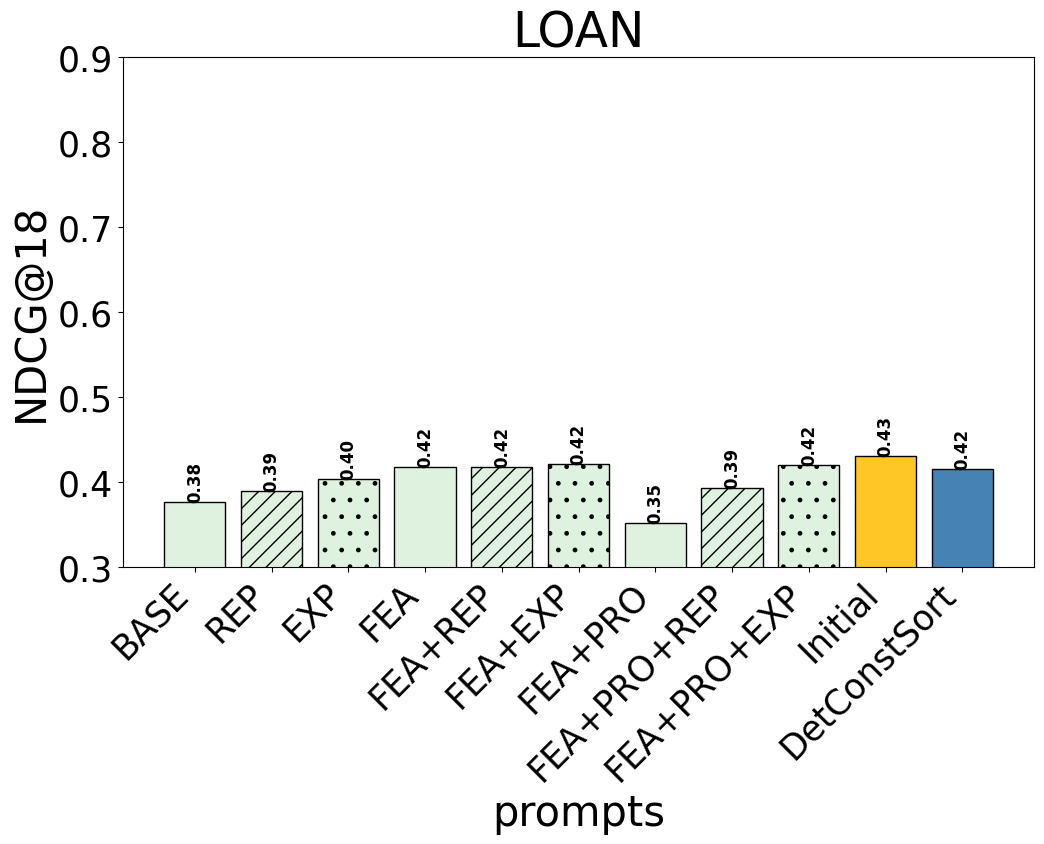 LOAN
NDCG@18
0.9
0.8
0.7
0.6
0.5
0.4
0.3
0.38
0.39
0.40
0.42
0.42
0.42
0.35
0.39
0.42
0.43
0.42
BASE
REP
EXP
FEA
FEA+REP
FEA+EXP
FEA+PRO
FEA+PRO+REP
FEA+PRO+EXP
Initial
DetConstSort
prompts